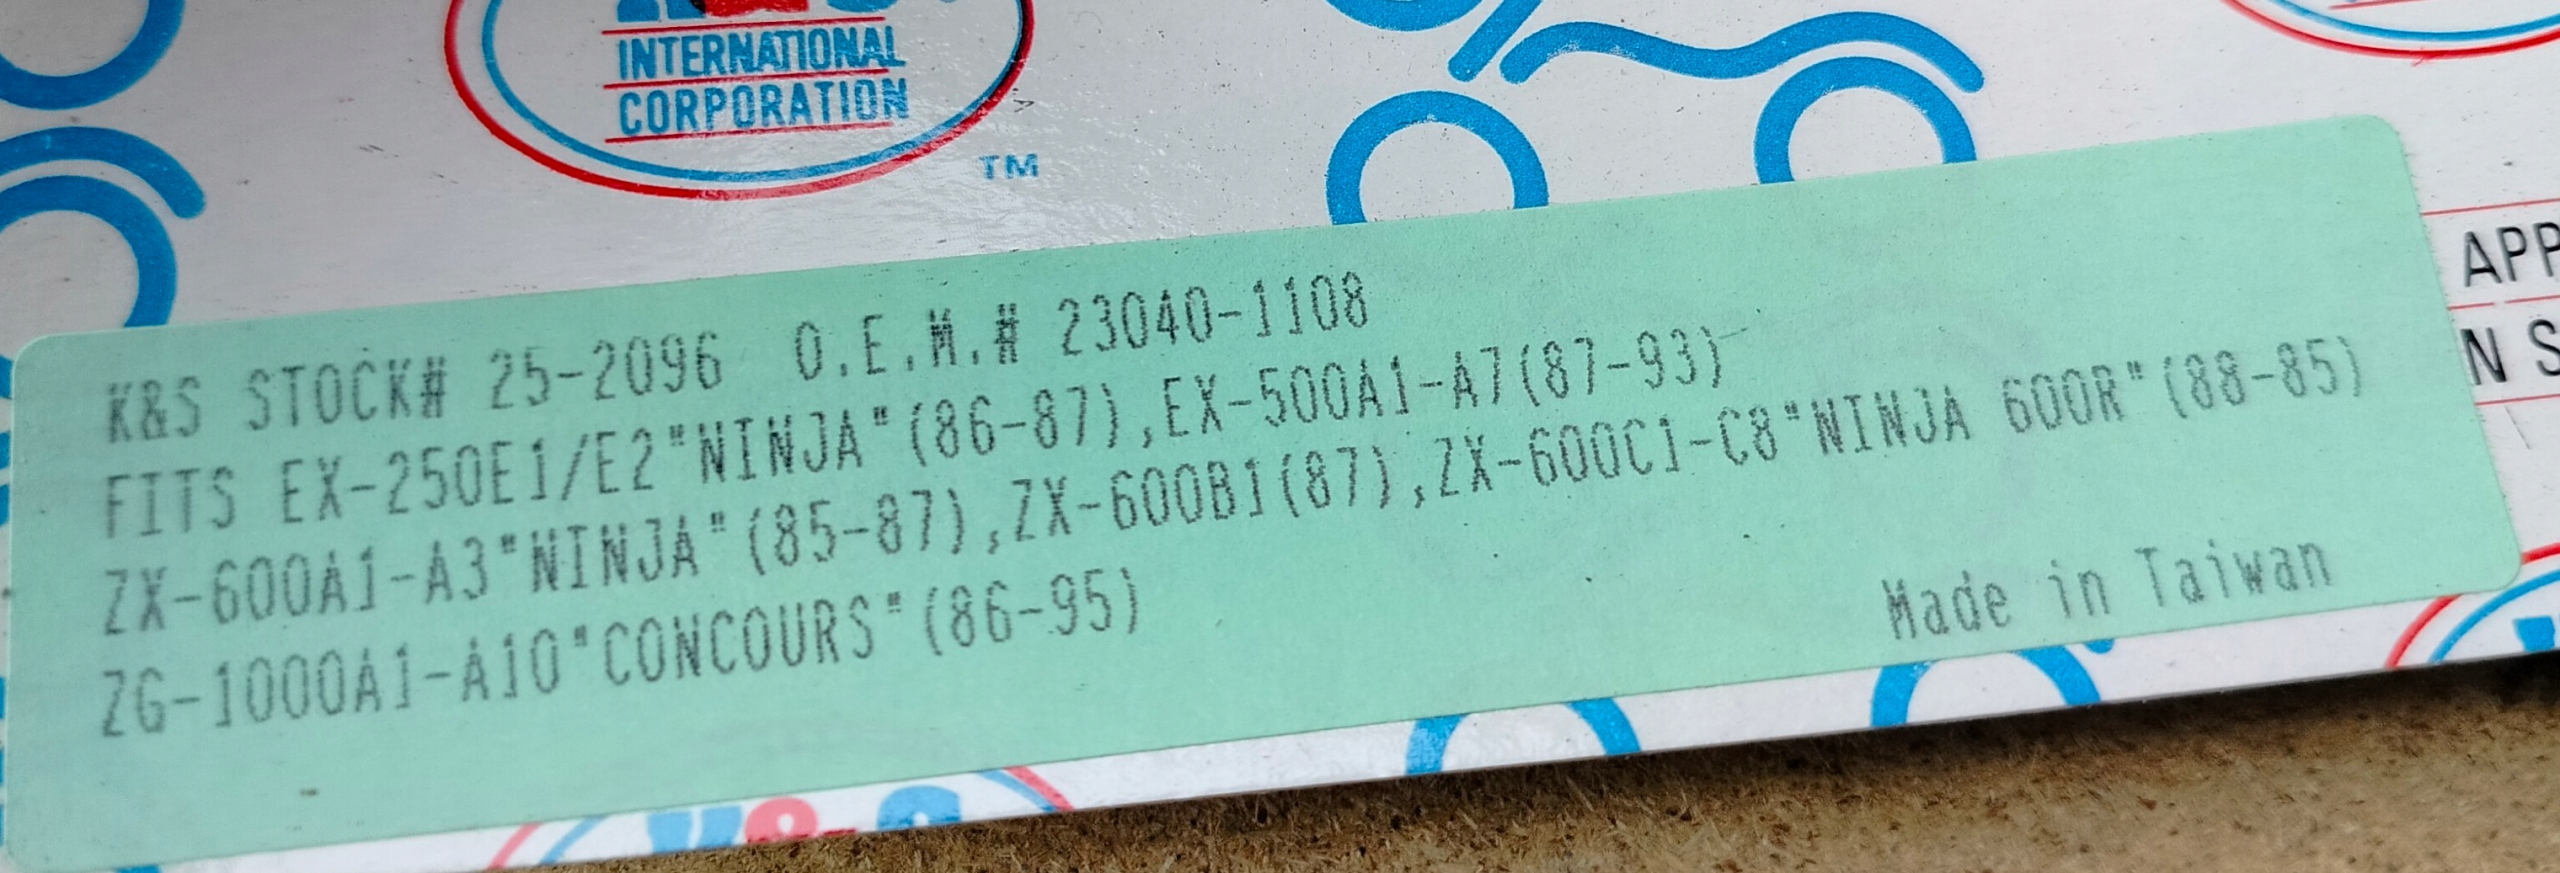 INTERNATIONAL
CORPORATION
TM
K&S STOCK# 25-2096 O.E.M.# 23040-1108
FITS EX-250E1/E2"NINJA"(86-87),EX-500A1-A7(87-93)
ZX-600A1-A3"NINJA"(85-87),ZX-600B1(87),ZX-600C1-C8"NINJA 600R"(88-85)
ZG-1000A1-A10"CONCOURS"(86-95)
Made in Taiwan